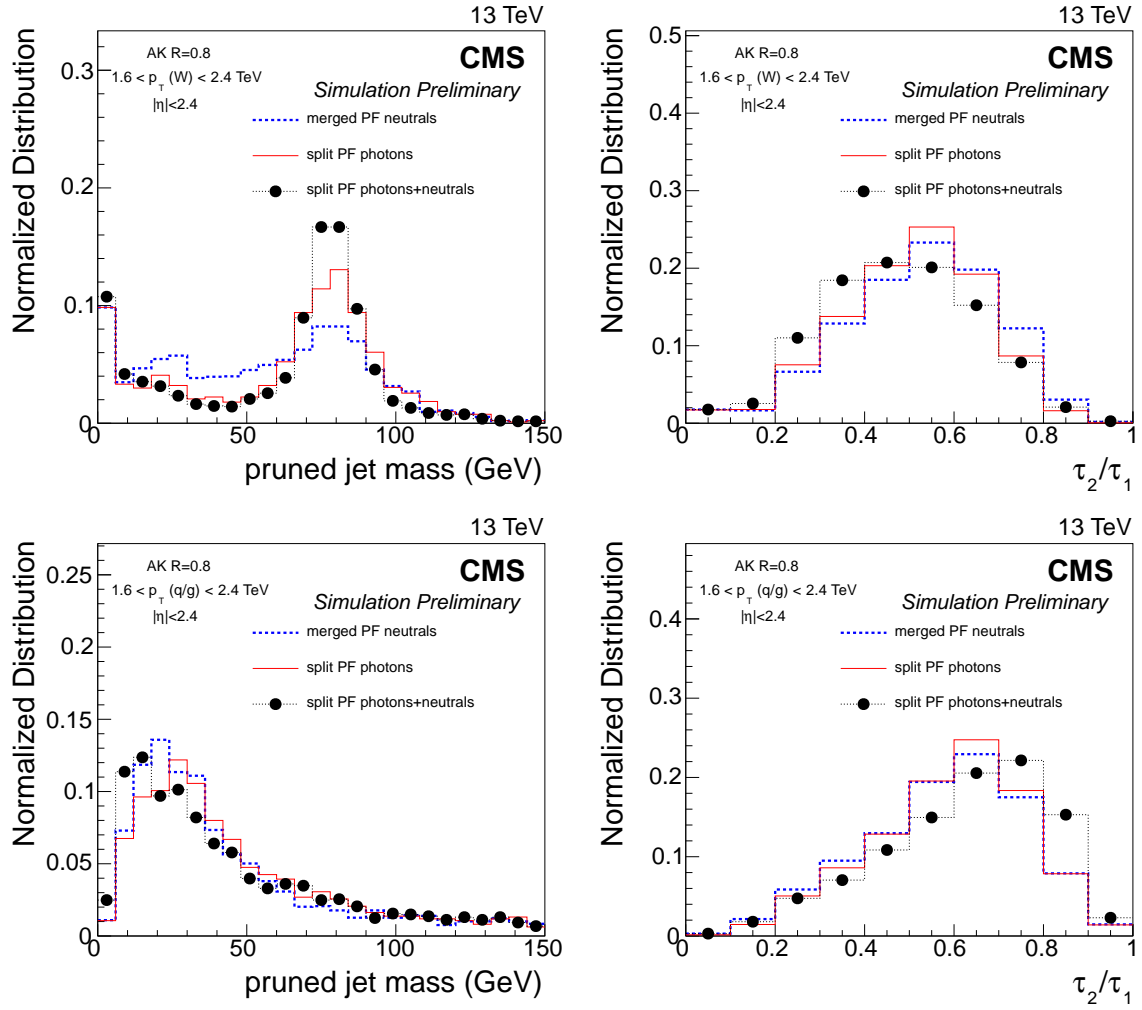 13 TeV
CMS
Simulation Preliminary
AK R=0.8
1.6 < p_T (W) < 2.4 TeV
|η|<2.4
merged PF neutrals
split PF photons
split PF photons+neutrals
Normalized Distribution
0.3
0.2
0.1
0
0 50 100 150
pruned jet mass (GeV)
13 TeV
CMS
Simulation Preliminary
AK R=0.8
1.6 < p_T (W) < 2.4 TeV
|η|<2.4
merged PF neutrals
split PF photons
split PF photons+neutrals
Normalized Distribution
0.5
0.4
0.3
0.2
0.1
0
0 0.2 0.4 0.6 0.8 1
τ_2/τ_1
13 TeV
CMS
Simulation Preliminary
AK R=0.8
1.6 < p_T (q/g) < 2.4 TeV
|η|<2.4
merged PF neutrals
split PF photons
split PF photons+neutrals
Normalized Distribution
0.25
0.2
0.15
0.1
0.05
0
0 50 100 150
pruned jet mass (GeV)
13 TeV
CMS
Simulation Preliminary
AK R=0.8
1.6 < p_T (q/g) < 2.4 TeV
|η|<2.4
merged PF neutrals
split PF photons
split PF photons+neutrals
Normalized Distribution
0.4
0.3
0.2
0.1
0
0 0.2 0.4 0.6 0.8 1
τ_2/τ_1